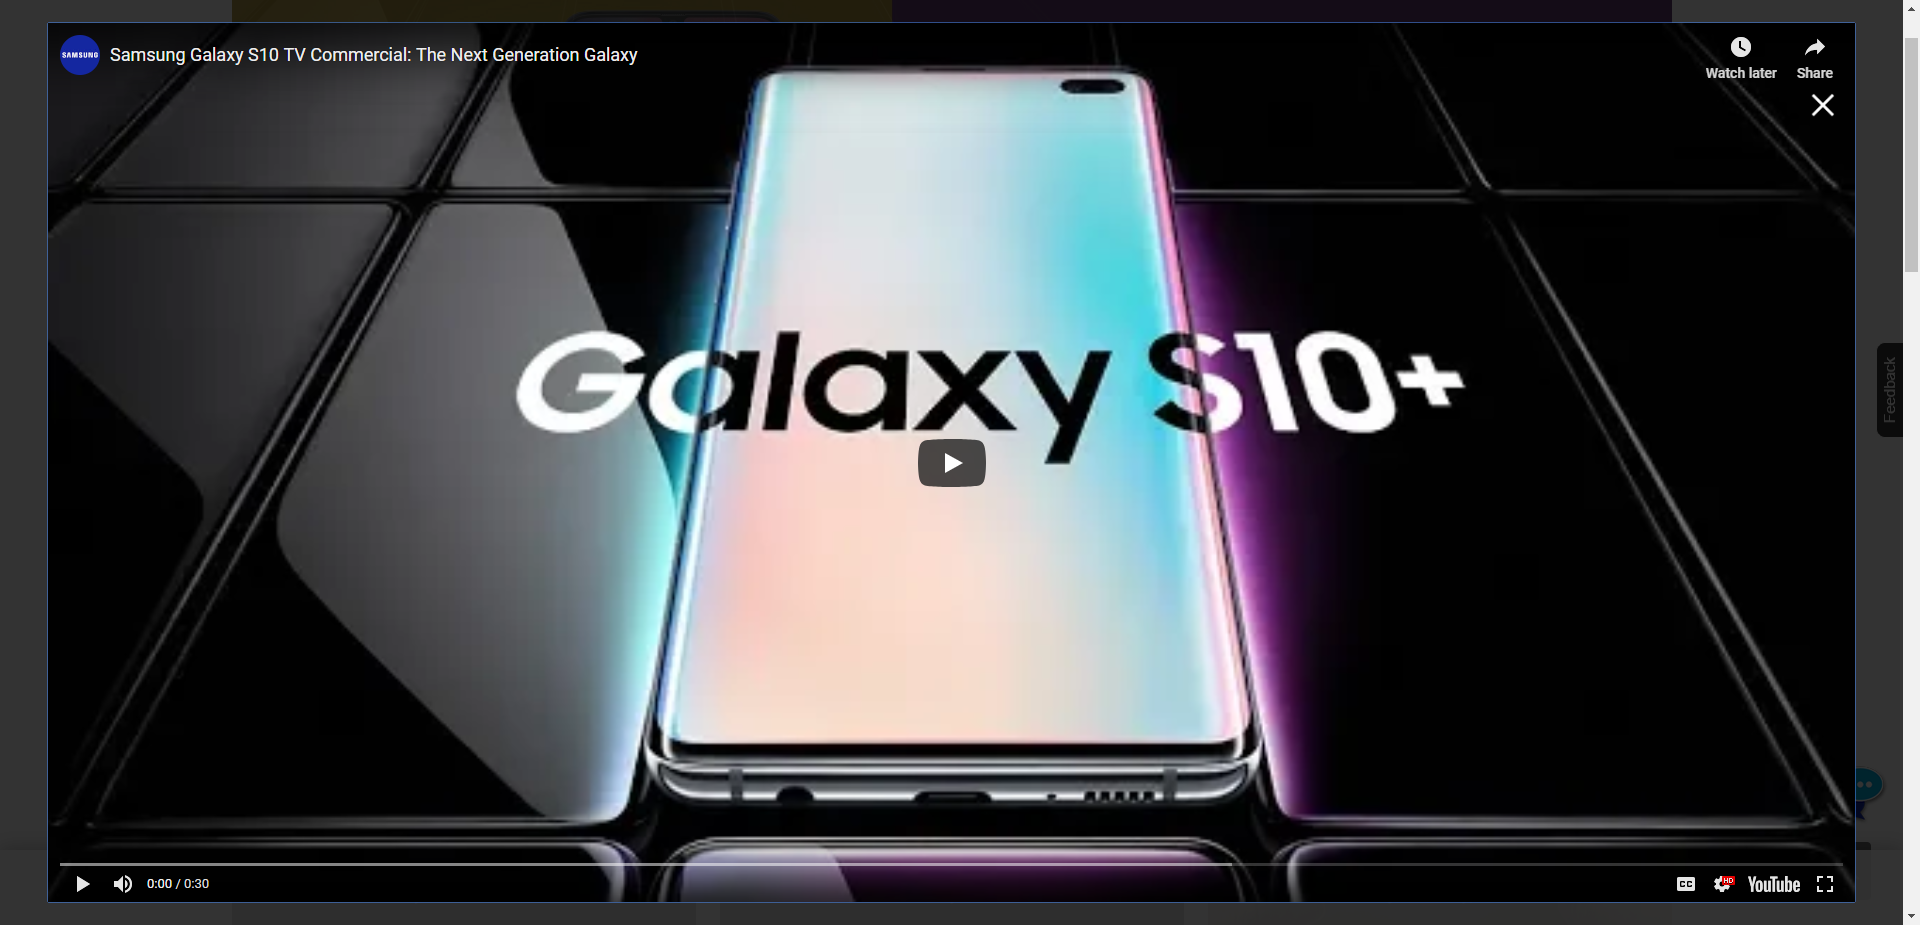 SAMSUNG
Samsung Galaxy S10 TV Commercial: The Next Generation Galaxy
Watch later
Share
Galaxy S10+
Feedback
0:00 / 0:30
CC
HD
YouTube